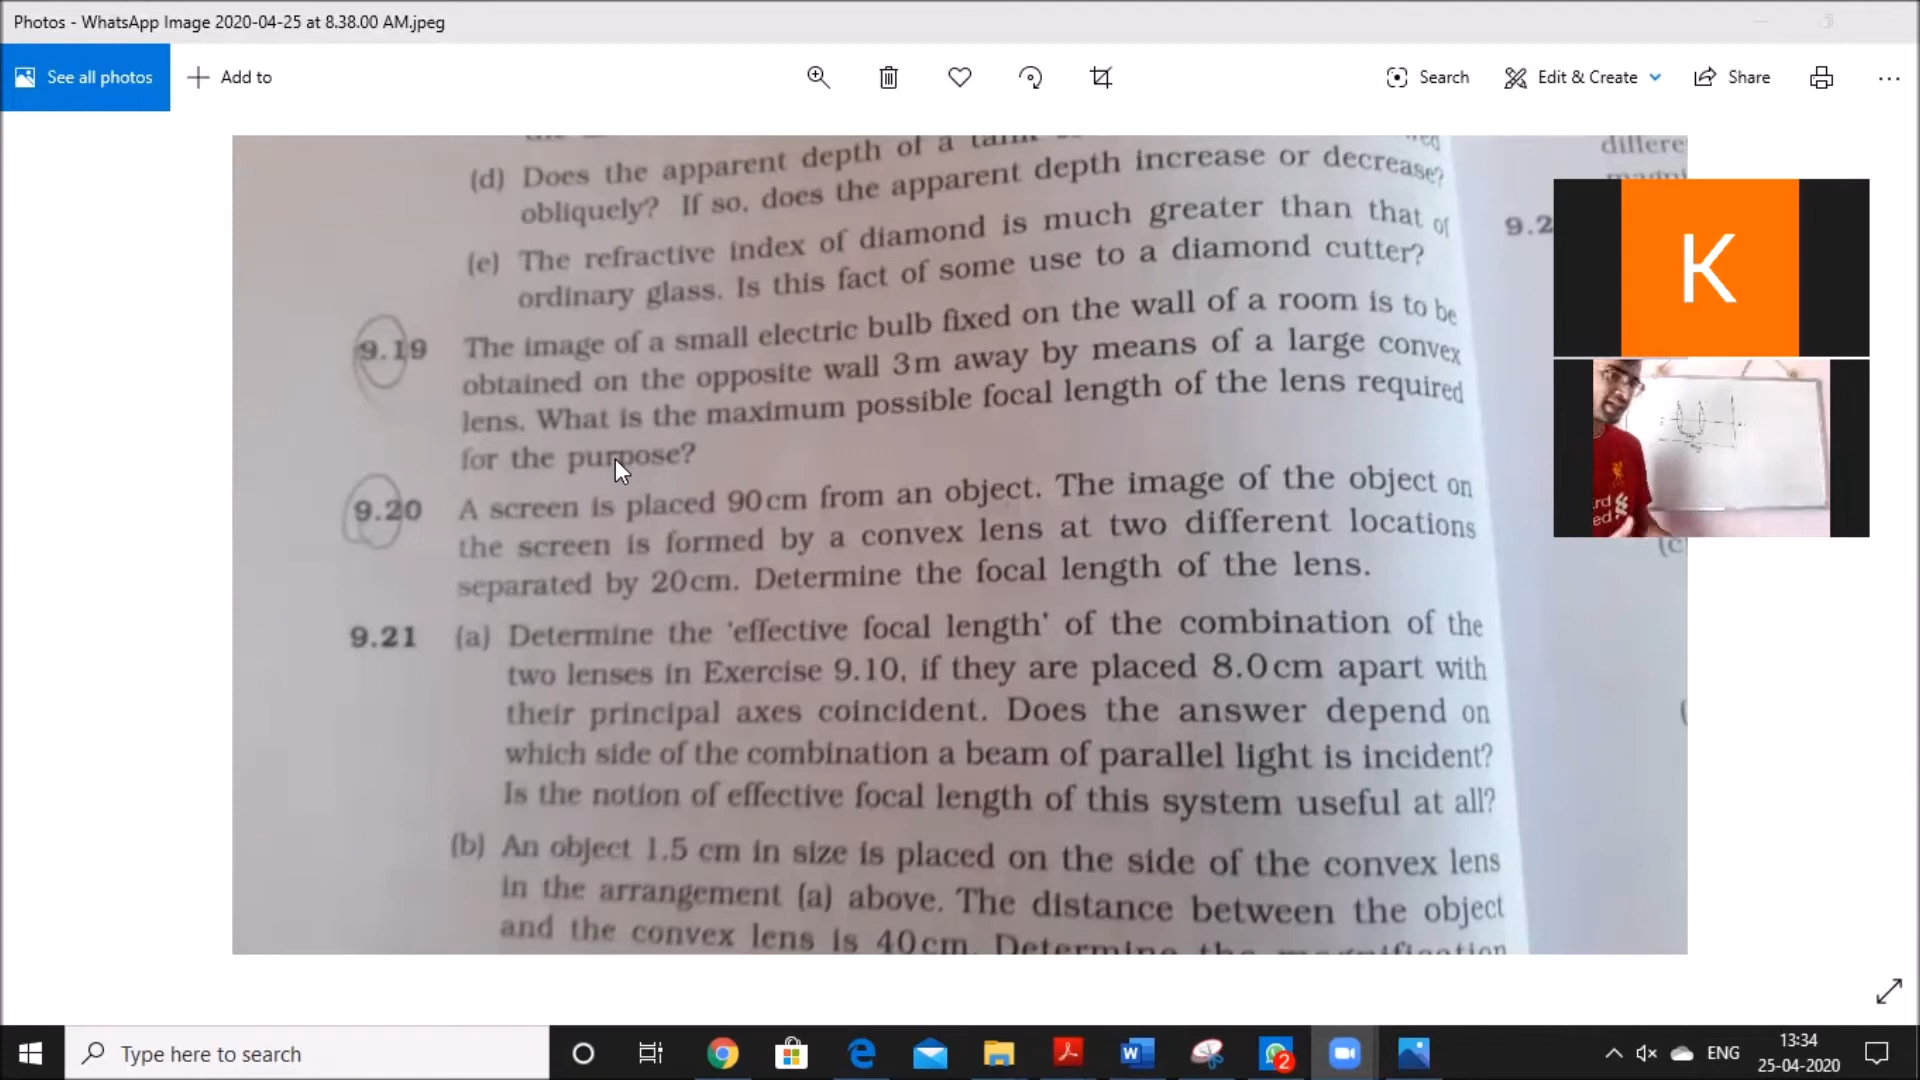 Photos - WhatsApp Image 2020-04-25 at 8.38.00 AM.jpeg
See all photos
Add to
Search
Edit & Create
Share
(d) Does the apparent depth of a
obliquely? If so, does the apparent depth increase or decrease?
(e) The refractive index of diamond is much greater than that of
ordinary glass. Is this fact of some use to a diamond cutter?
9.19 The image of a small electric bulb fixed on the wall of a room is to be
obtained on the opposite wall 3m away by means of a large convex
lens. What is the maximum possible focal length of the lens required
for the purpose?
9.20 A screen is placed 90cm from an object. The image of the object on
the screen is formed by a convex lens at two different locations
separated by 20cm. Determine the focal length of the lens.
9.21 (a) Determine the 'effective focal length' of the combination of the
two lenses in Exercise 9.10, if they are placed 8.0cm apart with
their principal axes coincident. Does the answer depend on
which side of the combination a beam of parallel light is incident?
Is the notion of effective focal length of this system useful at all?
(b) An object 1.5 cm in size is placed on the side of the convex lens
in the arrangement (a) above. The distance between the object
and the convex lens is 40cm. Determine the magnification
differe
9.2
(c
K
Type here to search
2
ENG
13:34
25-04-2020